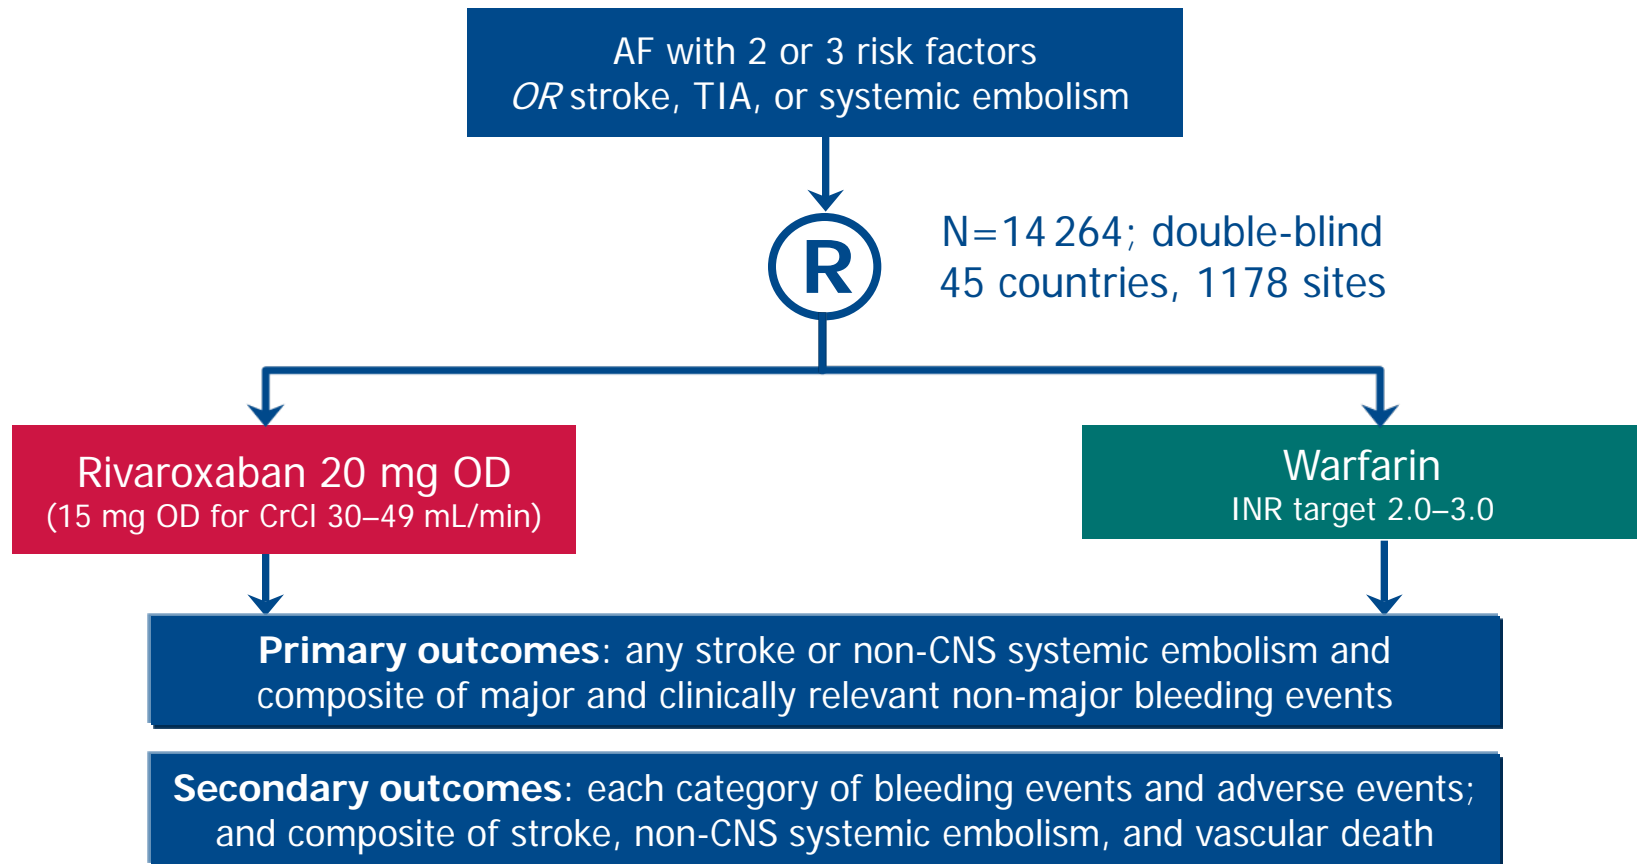 AF with 2 or 3 risk factors
OR stroke, TIA, or systemic embolism
R
N=14 264; double-blind
45 countries, 1178 sites
Rivaroxaban 20 mg OD
(15 mg OD for CrCl 30–49 mL/min)
Warfarin
INR target 2.0–3.0
Primary outcomes: any stroke or non-CNS systemic embolism and
composite of major and clinically relevant non-major bleeding events
Secondary outcomes: each category of bleeding events and adverse events;
and composite of stroke, non-CNS systemic embolism, and vascular death